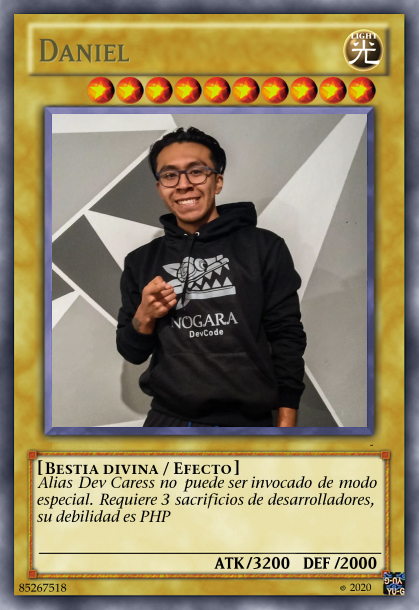 DANIEL
LIGHT
光
NOGARA
DevCode
[BESTIA DIVINA / EFECTO]
Alias Dev Caress no puede ser invocado de modo
especial. Requiere 3 sacrificios de desarrolladores,
su debilidad es PHP
ATK/3200 DEF/2000
85267518
© 2020
YU-G